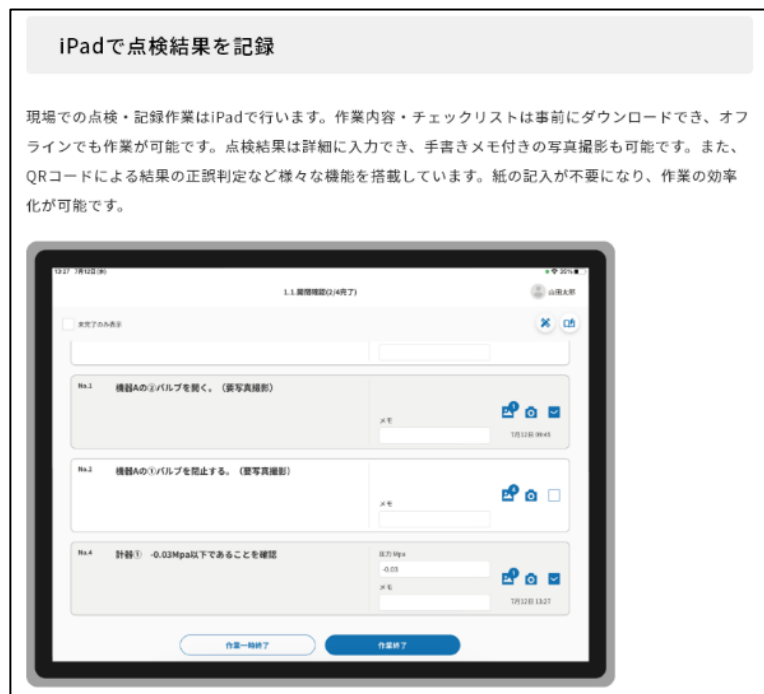 iPadで点検結果を記録
現場での点検・記録作業はiPadで行います。作業内容・チェックリストは事前にダウンロードでき、オフ
ラインでも作業が可能です。点検結果は詳細に入力でき、手書きメモ付きの写真撮影も可能です。また、
QRコードによる結果の正誤判定など様々な機能を搭載しています。紙の記入が不要になり、作業の効率
化が可能です。
13:27 7月12日(水)
20%
1.1.開閉確認(2/4完了)
山田太郎
未完了のみ表示
No.1 機器Aの②バルブを開く。（要写真撮影）
1
メモ
7月12日 09:45
No.2 機器Aの①バルブを閉止する。（要写真撮影）
メモ
No.4 計器① -0.03Mpa以下であることを確認
圧力 Mpa
-0.03
1
メモ
7月12日 13:27
作業一時終了
作業終了